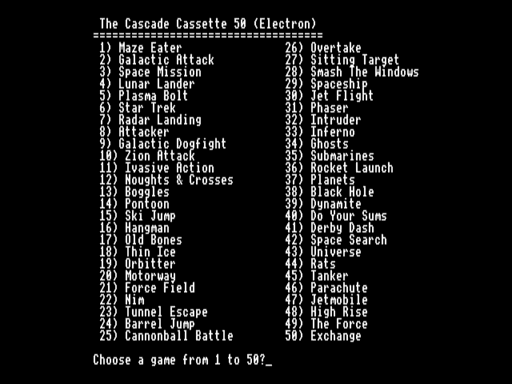 The Cascade Cassette 50 (Electron)
=====================================
1) Maze Eater 26) Overtake
2) Galactic Attack 27) Sitting Target
3) Space Mission 28) Smash The Windows
4) Lunar Lander 29) Spaceship
5) Plasma Bolt 30) Jet Flight
6) Star Trek 31) Phaser
7) Radar Landing 32) Intruder
8) Attacker 33) Inferno
9) Galactic Dogfight 34) Ghosts
10) Zion Attack 35) Submarines
11) Ivasive Action 36) Rocket Launch
12) Noughts & Crosses 37) Planets
13) Boggles 38) Black Hole
14) Pontoon 39) Dynamite
15) Ski Jump 40) Do Your Sums
16) Hangman 41) Derby Dash
17) Old Bones 42) Space Search
18) Thin Ice 43) Universe
19) Orbitter 44) Rats
20) Motorway 45) Tanker
21) Force Field 46) Parachute
22) Nim 47) Jetmobile
23) Tunnel Escape 48) High Rise
24) Barrel Jump 49) The Force
25) Cannonball Battle 50) Exchange
Choose a game from 1 to 50?_